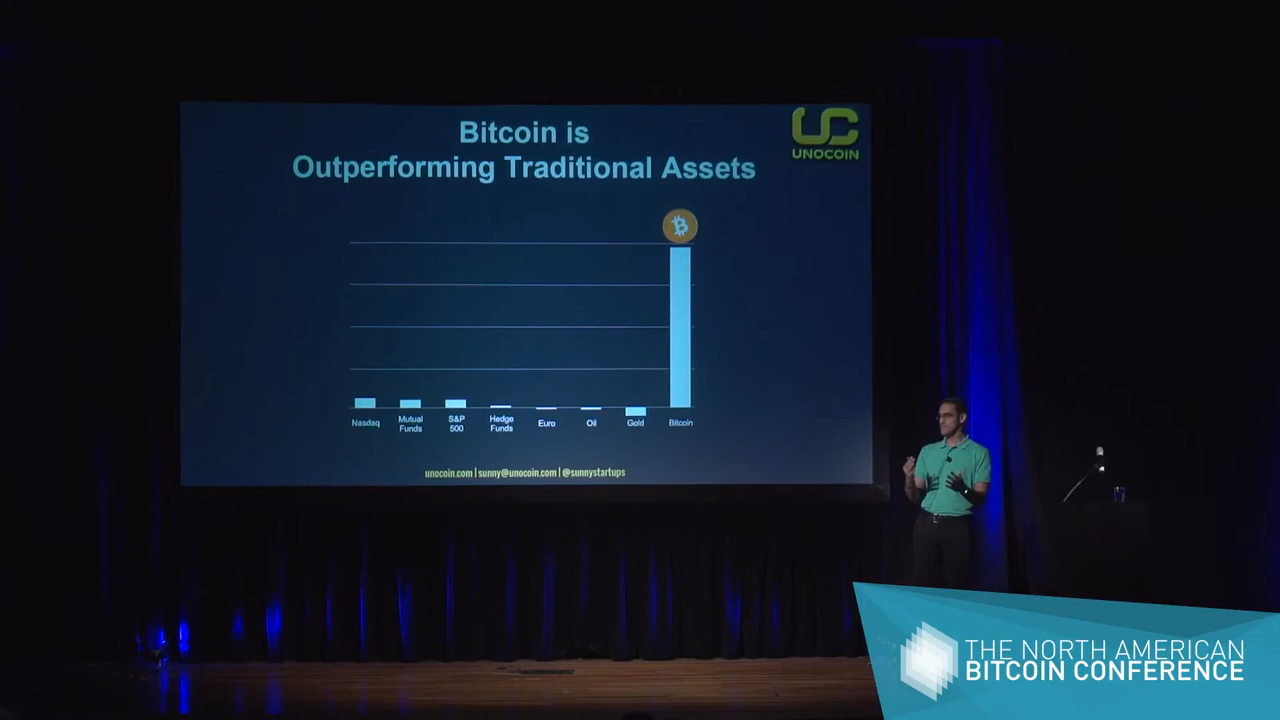 Bitcoin is
Outperforming Traditional Assets
UC
UNOCOIN
Nasdaq
Mutual
Funds
S&P
500
Hedge
Funds
Euro
Oil
Gold
Bitcoin
unocoin.com | sunny@unocoin.com | @sunnystartups
THE NORTH AMERICAN
BITCOIN CONFERENCE